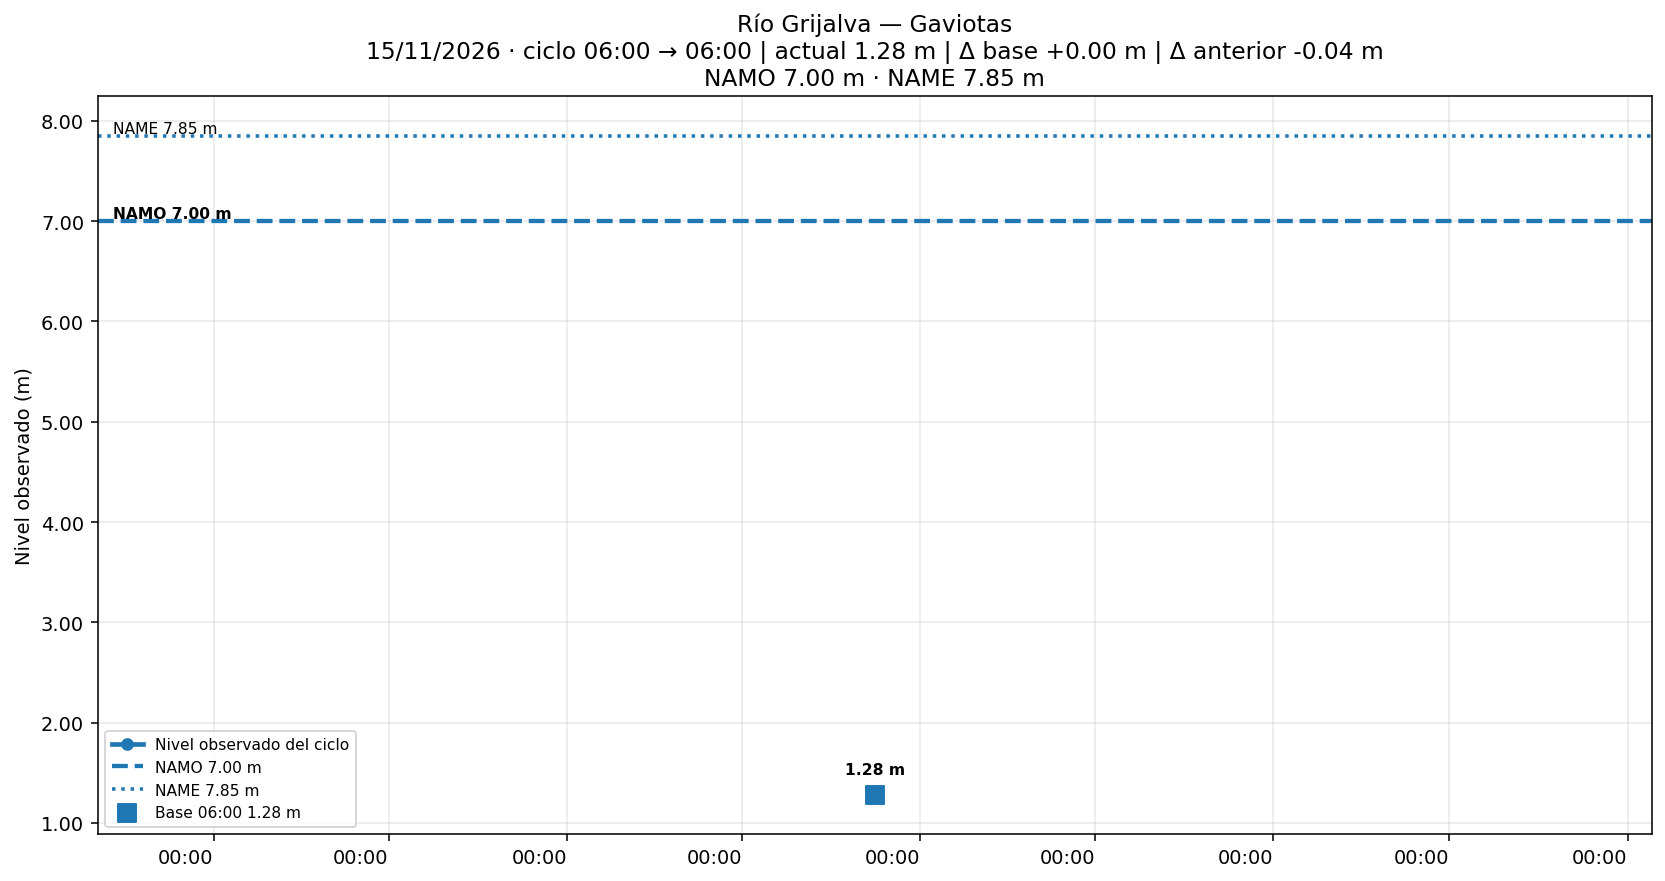 Río Grijalva — Gaviotas
15/11/2026 · ciclo 06:00 → 06:00 | actual 1.28 m | Δ base +0.00 m | Δ anterior -0.04 m
NAMO 7.00 m · NAME 7.85 m
8.00
NAME 7.85 m
7.00
NAMO 7.00 m
6.00
5.00
4.00
3.00
2.00
1.00
Nivel observado (m)
1.28 m
Nivel observado del ciclo
NAMO 7.00 m
NAME 7.85 m
Base 06:00 1.28 m
00:00 00:00 00:00 00:00 00:00 00:00 00:00 00:00 00:00